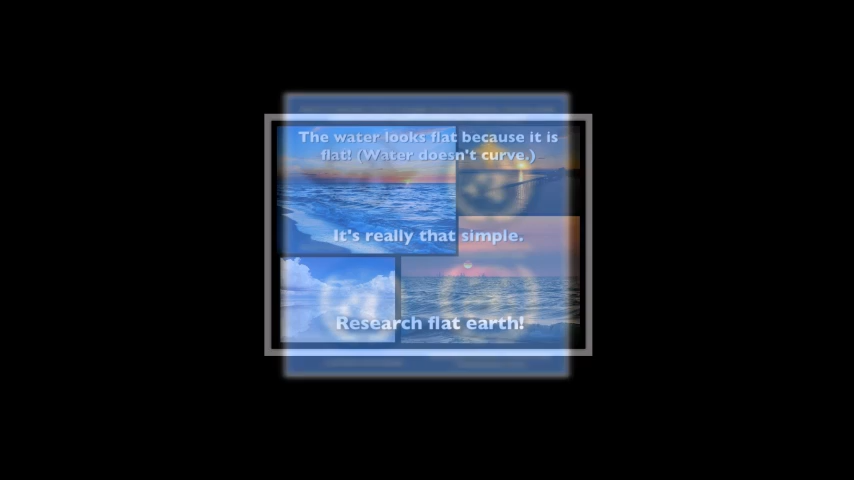 The water looks flat because it is
flat! (Water doesn't curve.)
It's really that simple.
Research flat earth!